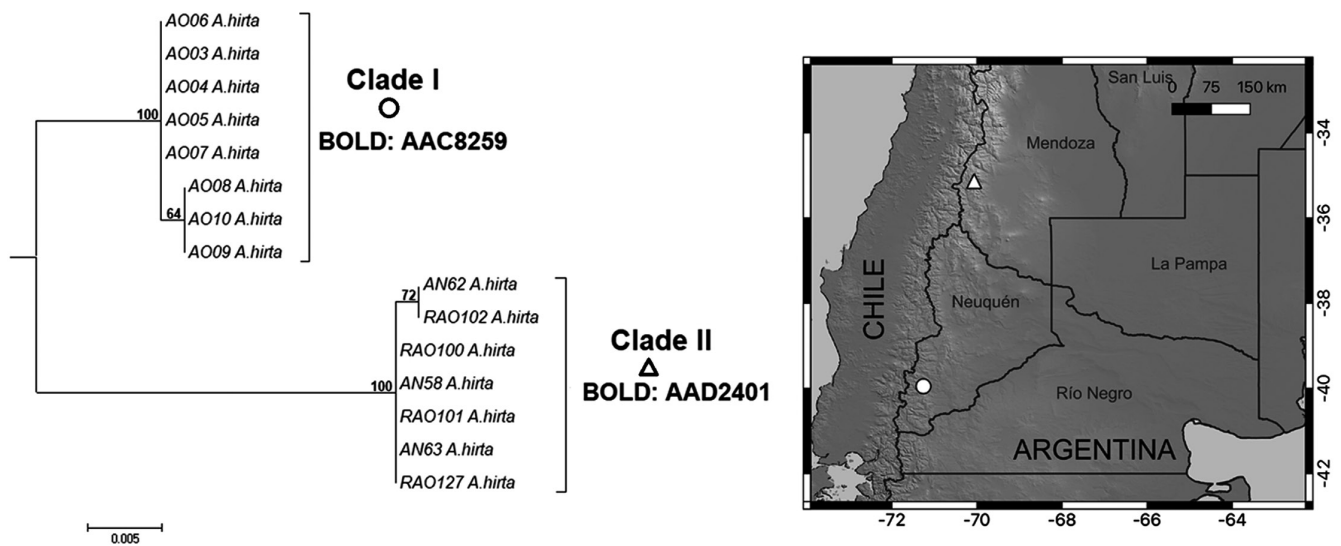 AO06 A.hirta
AO03 A.hirta
AO04 A.hirta
100
AO05 A.hirta
AO07 A.hirta
AO08 A.hirta
64
AO10 A.hirta
AO09 A.hirta
Clade I
BOLD: AAC8259
AN62 A.hirta
72
RAO102 A.hirta
RAO100 A.hirta
100
AN58 A.hirta
RAO101 A.hirta
AN63 A.hirta
RAO127 A.hirta
Clade II
BOLD: AAD2401
0.005
San Luis
0 75 150 km
Mendoza
La Pampa
CHILE
Neuquén
Río Negro
ARGENTINA
-34
-36
-38
-40
-42
-72 -70 -68 -66 -64